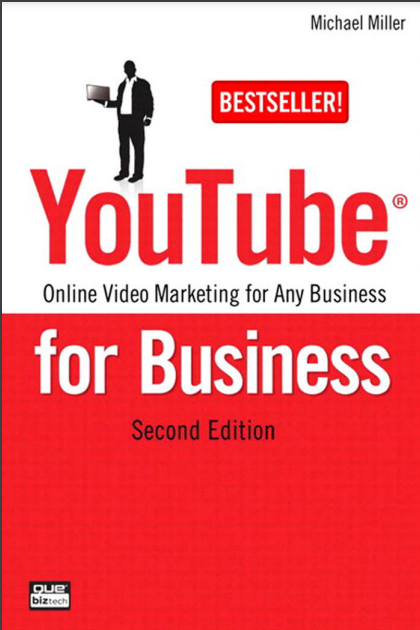 Michael Miller
BESTSELLER!
YouTube®
Online Video Marketing for Any Business
for Business
Second Edition
que®
biztech